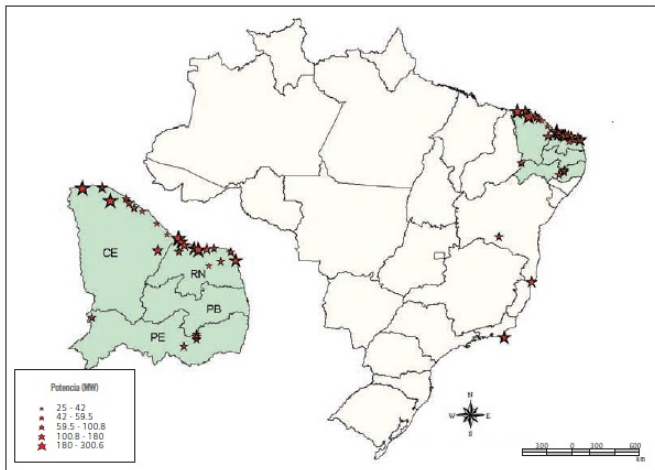 CE
RN
PB
PE
Potencia (MW)
25 - 42
42 - 59.5
59.5 - 100.8
100.8 - 180
180 - 300.6
N
W E
S
300 0 300 600
km